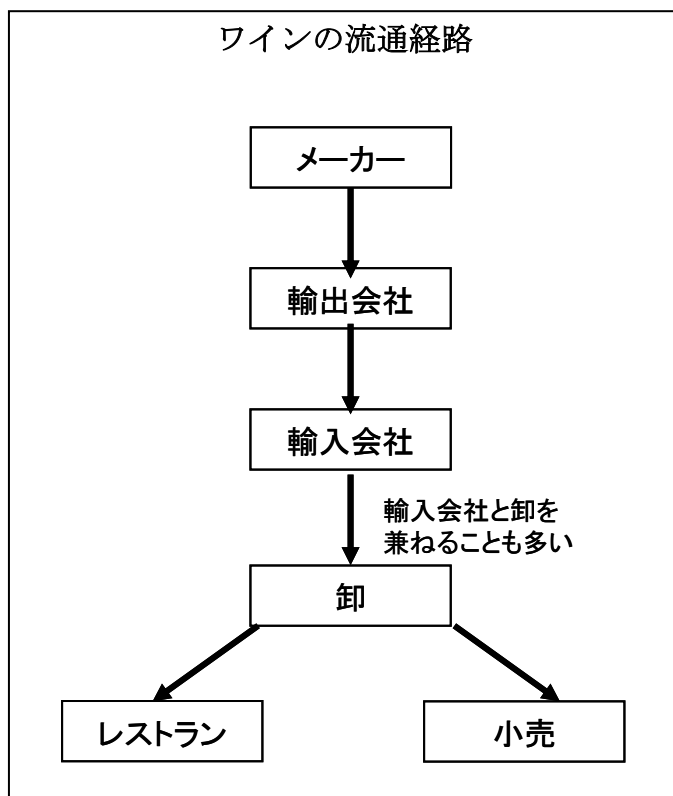 ワインの流通経路
メーカー
輸出会社
輸入会社
輸入会社と卸を
兼ねることも多い
卸
レストラン
小売